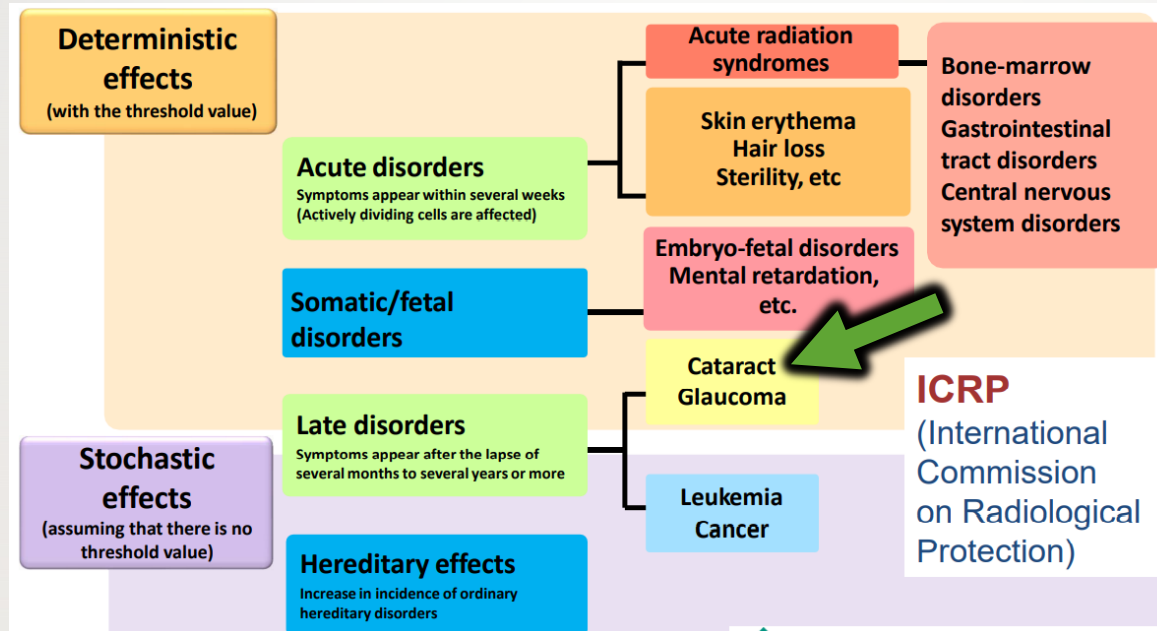 Deterministic
effects
(with the threshold value)
Acute disorders
Symptoms appear within several weeks
(Actively dividing cells are affected)
Acute radiation
syndromes
Skin erythema
Hair loss
Sterility, etc
Bone-marrow
disorders
Gastrointestinal
tract disorders
Central nervous
system disorders
Somatic/fetal
disorders
Embryo-fetal disorders
Mental retardation,
etc.
Late disorders
Symptoms appear after the lapse of
several months to several years or more
Cataract
Glaucoma
Stochastic
effects
(assuming that there is no
threshold value)
Leukemia
Cancer
Hereditary effects
Increase in incidence of ordinary
hereditary disorders
ICRP
(International
Commission
on Radiological
Protection)